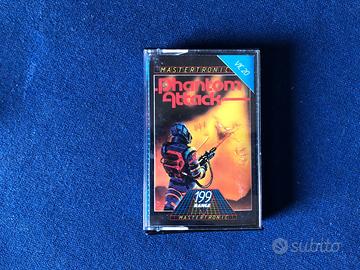 MASTERTRONIC
VIC 20
Phantom
Attack
199
RANGE
MASTERTRONIC
subito